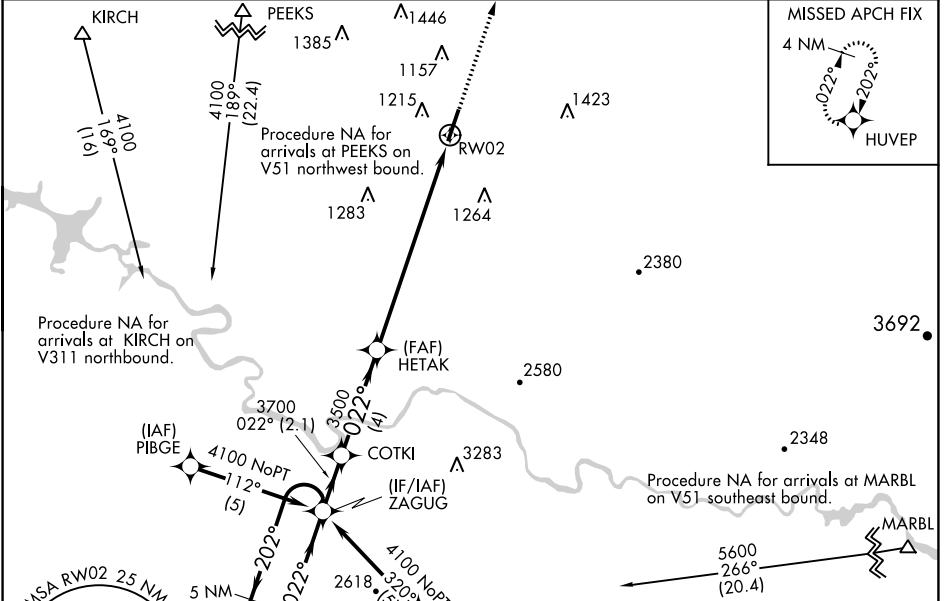 KIRCH
PEEKS
1385
1446
1157
1215
1423
MISSED APCH FIX
4 NM
022°
202°
HUVEP
4100
169°
(16)
4100
189°
(22.4)
Procedure NA for
arrivals at PEEKS on
V51 northwest bound.
RW02
1283
1264
2380
3692
Procedure NA for
arrivals at KIRCH on
V311 northbound.
(FAF)
HETAK
2580
3500
022°
(4)
3700
022° (2.1)
COTKI
(IAF)
PIBGE
4100 NoPT
112°
(5)
3283
2348
(IF/IAF)
ZAGUG
Procedure NA for arrivals at MARBL
on V51 southeast bound.
MARBL
5600
266°
(20.4)
202°
022°
5 NM
4100 NoPT
320°
2618
MSA RW02 25 NM